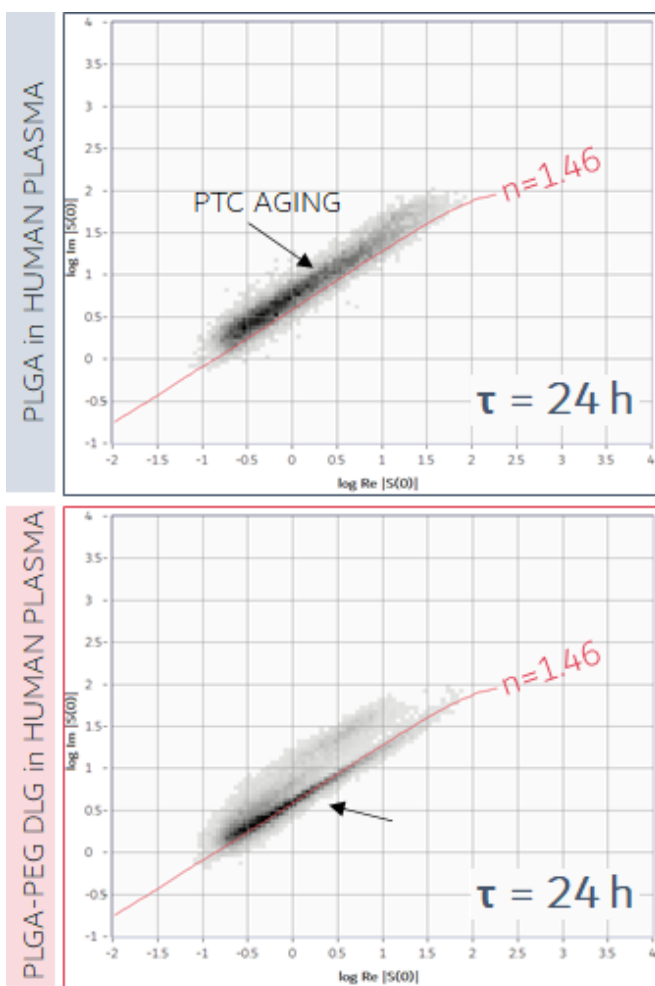 PLGA in HUMAN PLASMA
4
3.5
3
2.5
2
1.5
1
0.5
0
-0.5
-1
log Im |S(0)|
PTC AGING
n=1.46
τ = 24 h
-2 -1.5 -1 -0.5 0 0.5 1 1.5 2 2.5 3 3.5 4
log Re |S(0)|
PLGA-PEG DLG in HUMAN PLASMA
4
3.5
3
2.5
2
1.5
1
0.5
0
-0.5
-1
log Im |S(0)|
n=1.46
τ = 24 h
-2 -1.5 -1 -0.5 0 0.5 1 1.5 2 2.5 3 3.5 4
log Re |S(0)|